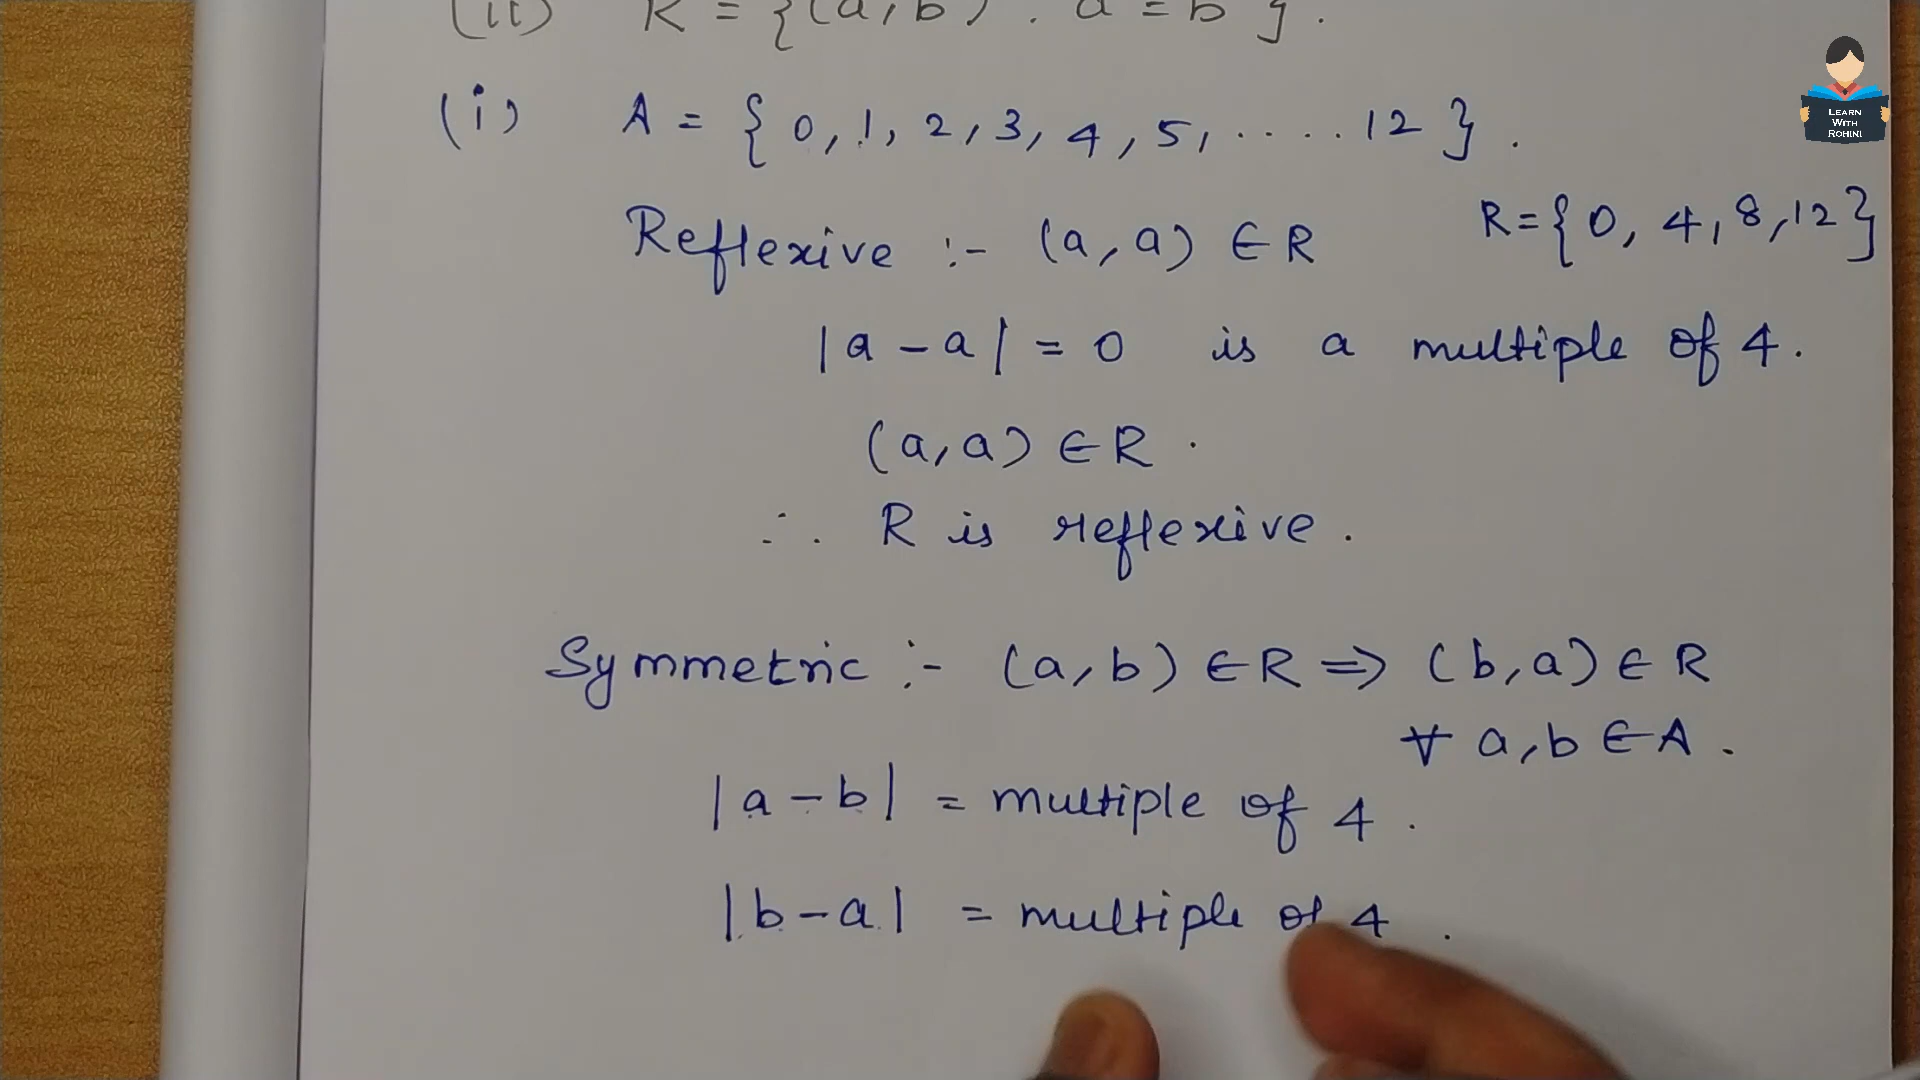 (ii) R = {(a,b) : a = b}.
(i) A = {0, 1, 2, 3, 4, 5, .... 12}.
Reflexive :- (a, a) ∈ R
R = {0, 4, 8, 12}
|a - a| = 0 is a multiple of 4.
(a, a) ∈ R.
∴ R is reflexive.
Symmetric :- (a, b) ∈ R ⇒ (b, a) ∈ R
∀ a, b ∈ A.
|a - b| = multiple of 4.
|b - a| = multiple of 4.
LEARN
WITH
ROHINI